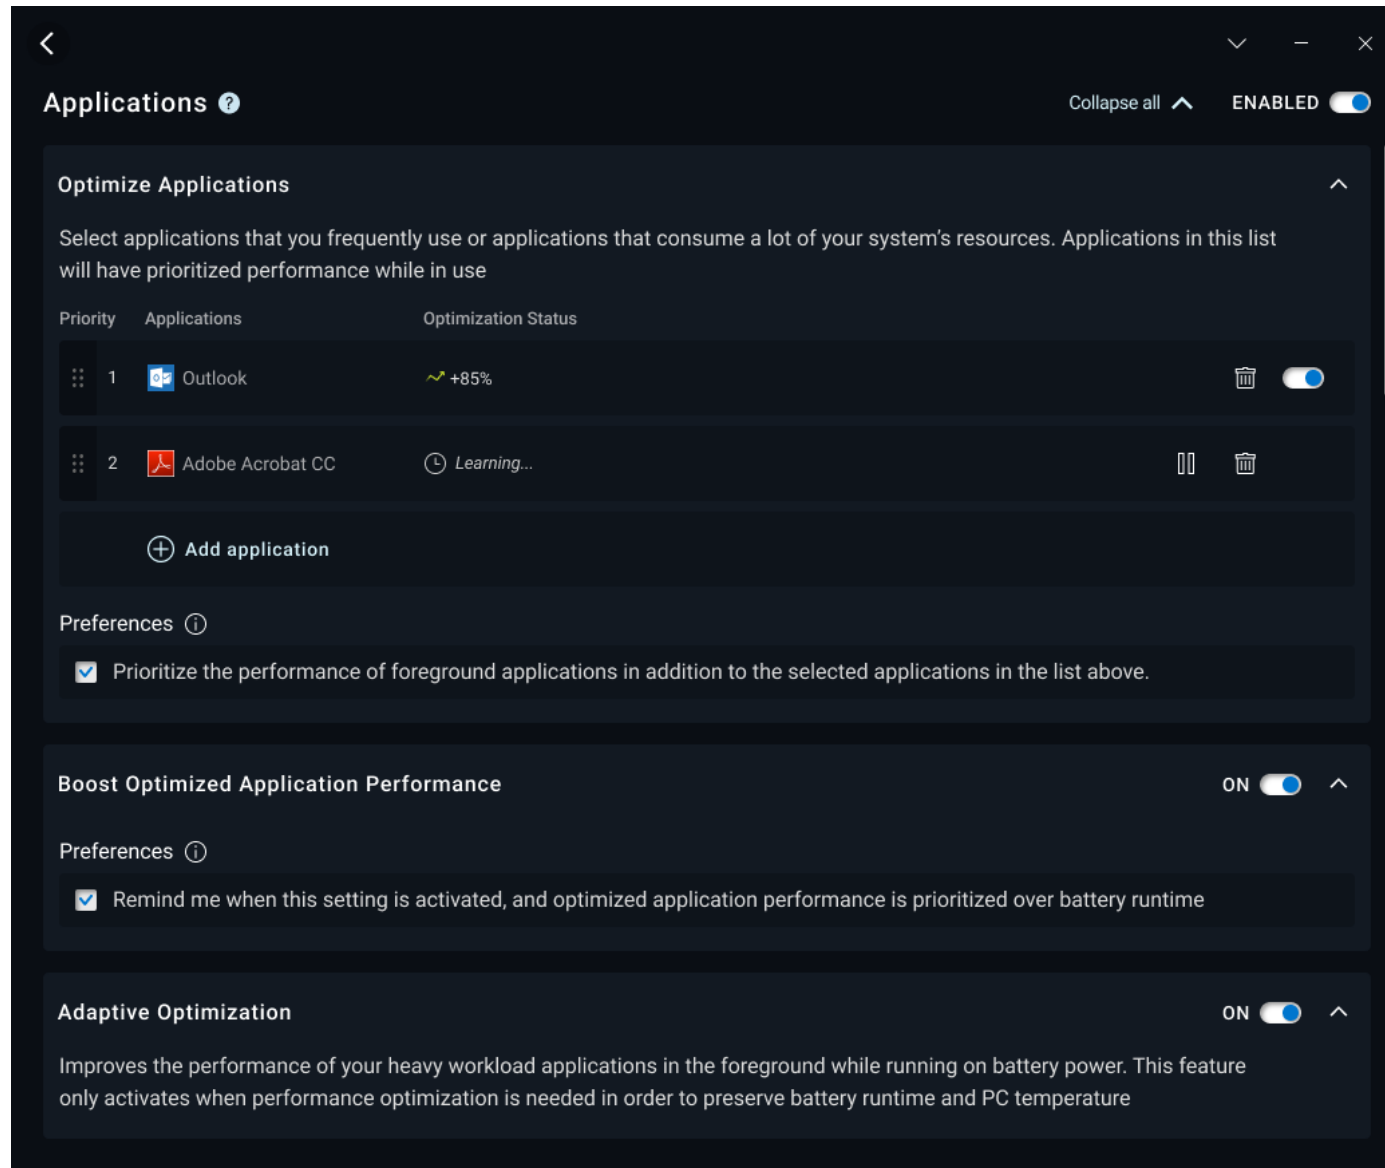 Applications ?
Collapse all
ENABLED
Optimize Applications
Select applications that you frequently use or applications that consume a lot of your system's resources. Applications in this list
will have prioritized performance while in use
Priority Applications Optimization Status
1 Outlook +85%
2 Adobe Acrobat CC Learning...
Add application
Preferences
Prioritize the performance of foreground applications in addition to the selected applications in the list above.
Boost Optimized Application Performance
ON
Preferences
Remind me when this setting is activated, and optimized application performance is prioritized over battery runtime
Adaptive Optimization
ON
Improves the performance of your heavy workload applications in the foreground while running on battery power. This feature
only activates when performance optimization is needed in order to preserve battery runtime and PC temperature